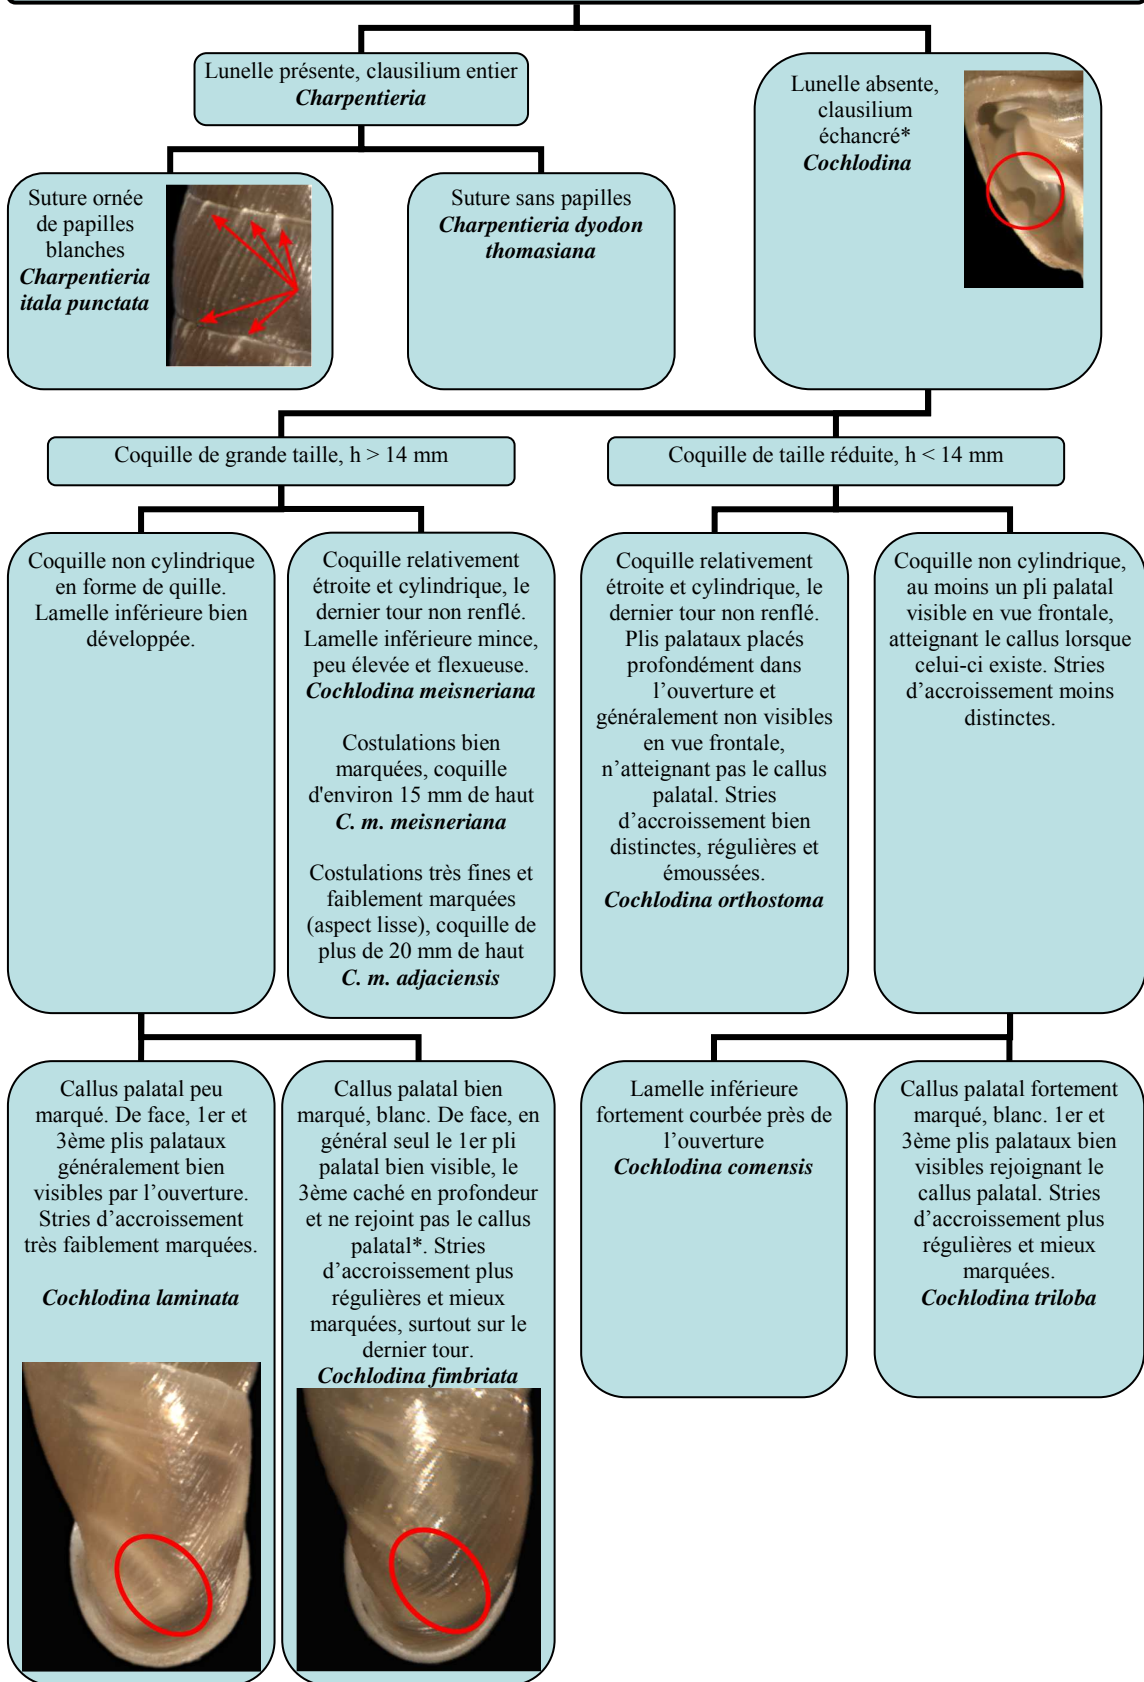 Lunelle présente, clausilium entier
Charpentieria
Lunelle absente,
clausilium
échancré*
Cochlodina
Suture ornée
de papilles
blanches
Charpentieria
itala punctata
Suture sans papilles
Charpentieria dyodon
thomasiana
Coquille de grande taille, h > 14 mm
Coquille de taille réduite, h < 14 mm
Coquille non cylindrique
en forme de quille.
Lamelle inférieure bien
développée.
Coquille relativement
étroite et cylindrique, le
dernier tour non renflé.
Lamelle inférieure mince,
peu élevée et flexueuse.
Cochlodina meisneriana
Costulations bien
marquées, coquille
d'environ 15 mm de haut
C. m. meisneriana
Costulations très fines et
faiblement marquées
(aspect lisse), coquille de
plus de 20 mm de haut
C. m. adjaciensis
Coquille relativement
étroite et cylindrique, le
dernier tour non renflé.
Plis palataux placés
profondément dans
l’ouverture et
généralement non visibles
en vue frontale,
n’atteignant pas le callus
palatal. Stries
d’accroissement bien
distinctes, régulières et
émoussées.
Cochlodina orthostoma
Coquille non cylindrique,
au moins un pli palatal
visible en vue frontale,
atteignant le callus lorsque
celui-ci existe. Stries
d’accroissement moins
distinctes.
Callus palatal peu
marqué. De face, 1er et
3ème plis palataux
généralement bien
visibles par l’ouverture.
Stries d’accroissement
très faiblement marquées.
Cochlodina laminata
Callus palatal bien
marqué, blanc. De face, en
général seul le 1er pli
palatal bien visible, le
3ème caché en profondeur
et ne rejoint pas le callus
palatal*. Stries
d’accroissement plus
régulières et mieux
marquées, surtout sur le
dernier tour.
Cochlodina fimbriata
Lamelle inférieure
fortement courbée près de
l’ouverture
Cochlodina comensis
Callus palatal fortement
marqué, blanc. 1er et
3ème plis palataux bien
visibles rejoignant le
callus palatal. Stries
d’accroissement plus
régulières et mieux
marquées.
Cochlodina triloba